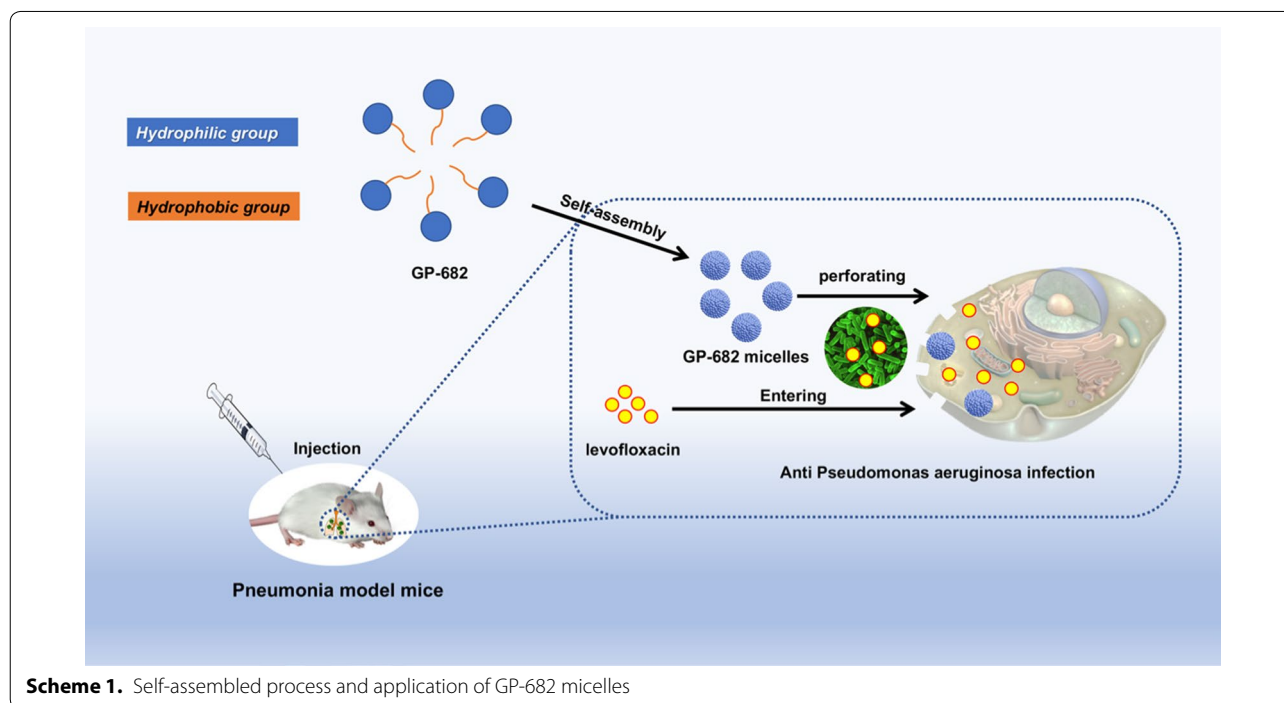 Hydrophilic group
Hydrophobic group
GP-682
Self-assembly
perforating
GP-682 micelles
Entering
levofloxacin
Anti Pseudomonas aeruginosa infection
Injection
Pneumonia model mice
Scheme 1. Self-assembled process and application of GP-682 micelles